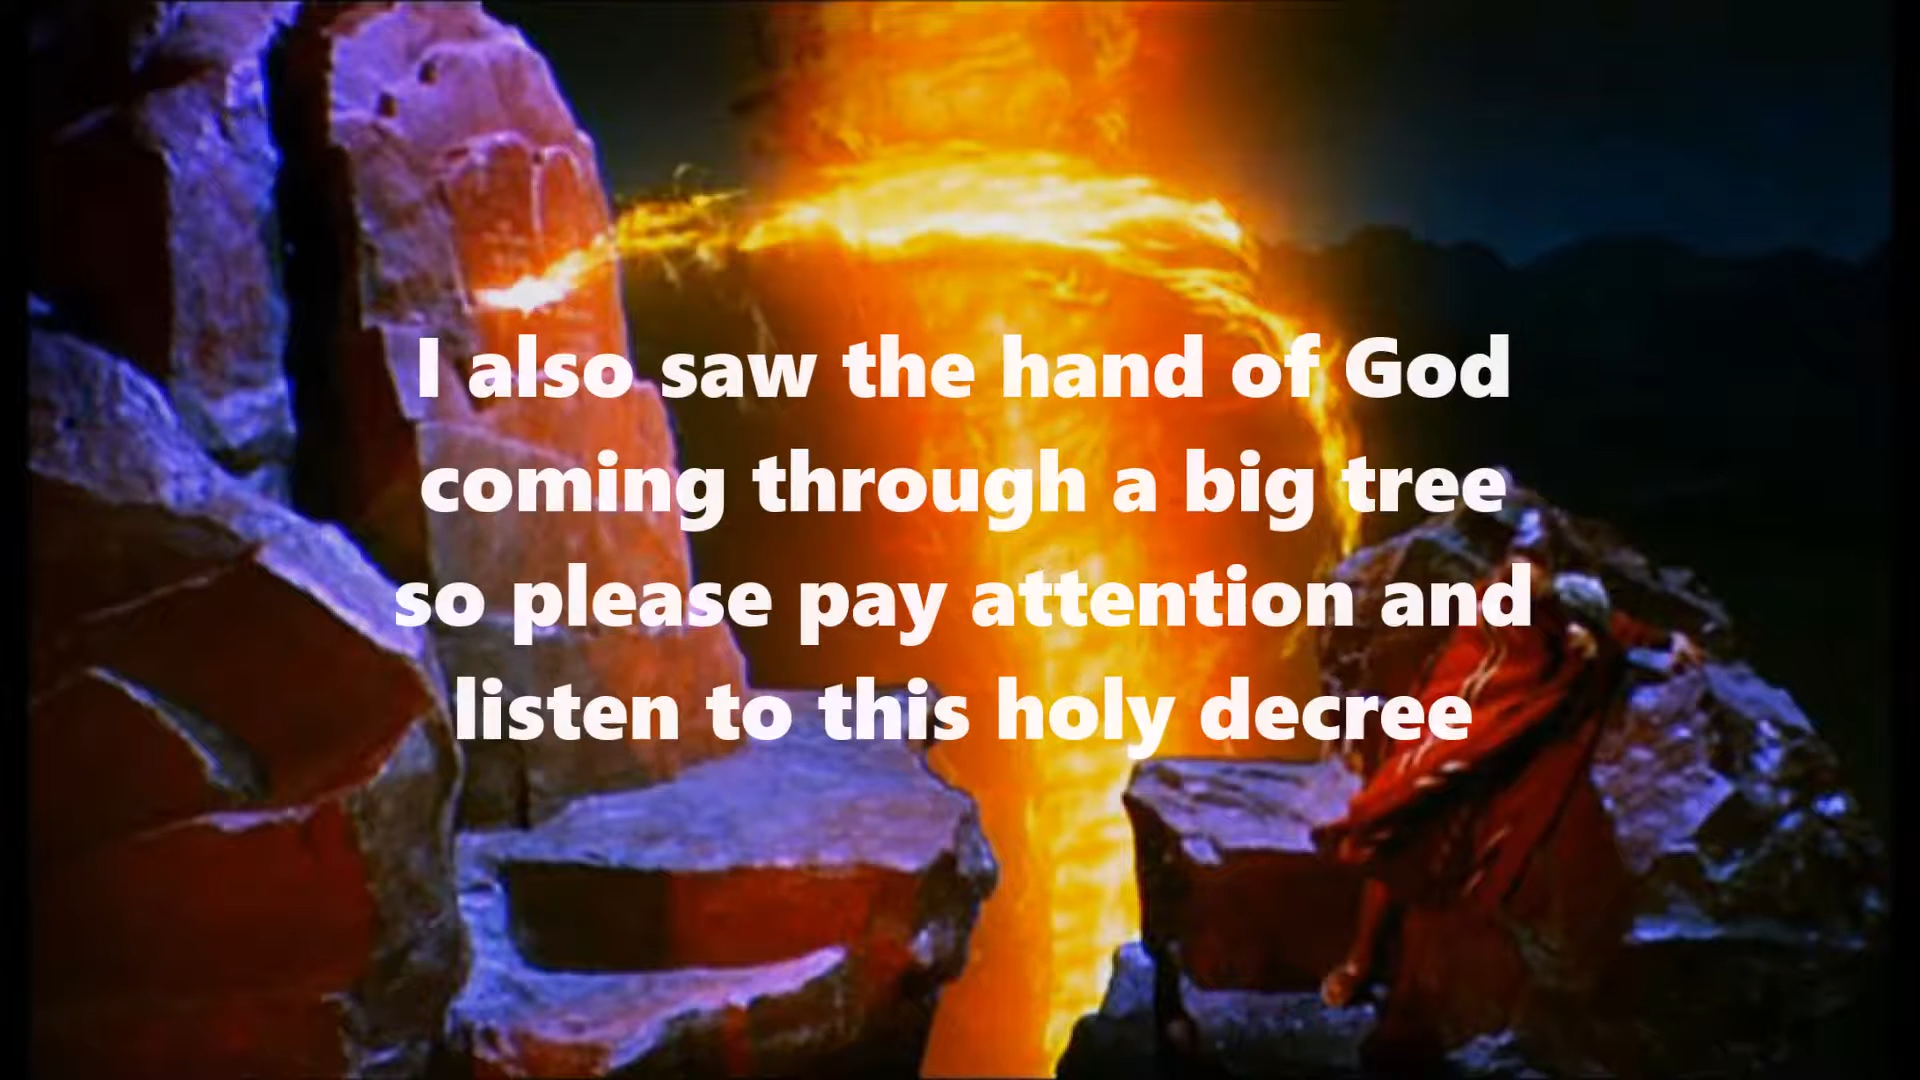 I also saw the hand of God
coming through a big tree
so please pay attention and
listen to this holy decree